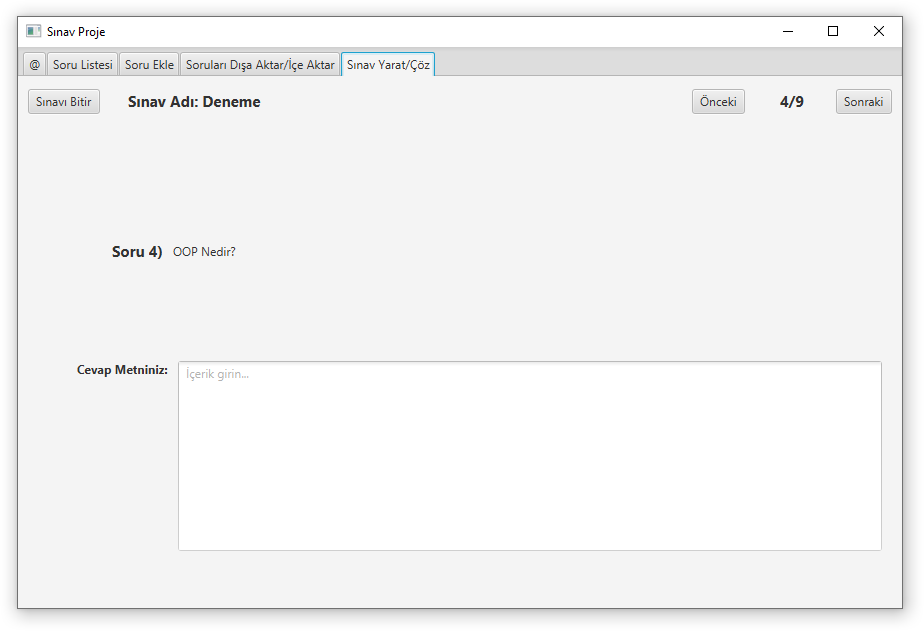 Sınav Proje
@ Soru Listesi Soru Ekle Soruları Dışa Aktar/İçe Aktar Sınav Yarat/Çöz
Sınavı Bitir Sınav Adı: Deneme Önceki 4/9 Sonraki
Soru 4) OOP Nedir?
Cevap Metniniz: İçerik girin...